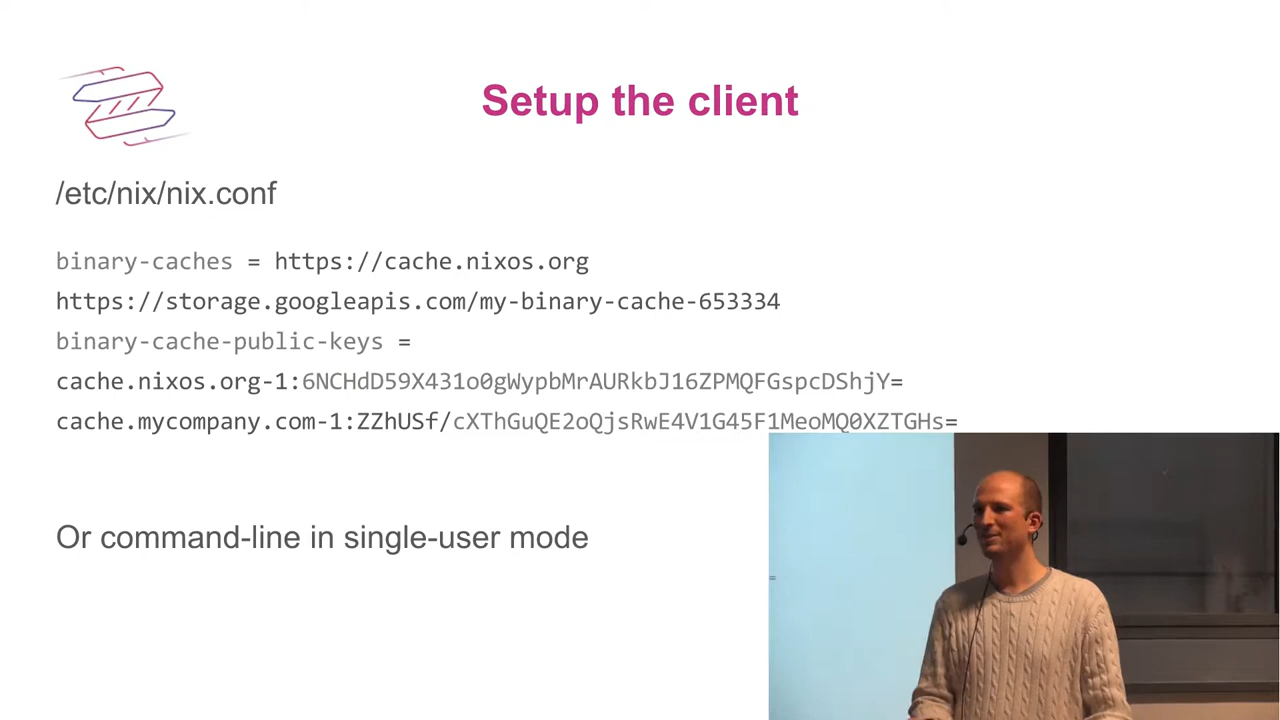 Setup the client
/etc/nix/nix.conf
binary-caches = https://cache.nixos.org
https://storage.googleapis.com/my-binary-cache-653334
binary-cache-public-keys =
cache.nixos.org-1:6NCHdD59X431o0gWypbMrAURkbJ16ZPMQFGspcDShjY=
cache.mycompany.com-1:ZZhUSf/cXThGuQE2oQjsRwE4V1G45F1MeoMQ0XZTGHs=
Or command-line in single-user mode
=